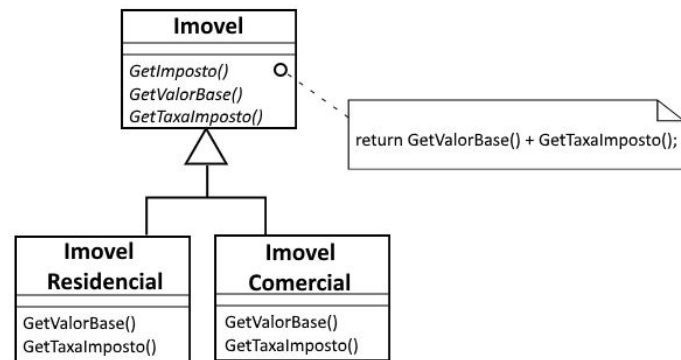 Imovel
GetImposto()
GetValorBase()
GetTaxaImposto()
return GetValorBase() + GetTaxaImposto();
Imovel
Residencial
GetValorBase()
GetTaxaImposto()
Imovel
Comercial
GetValorBase()
GetTaxaImposto()